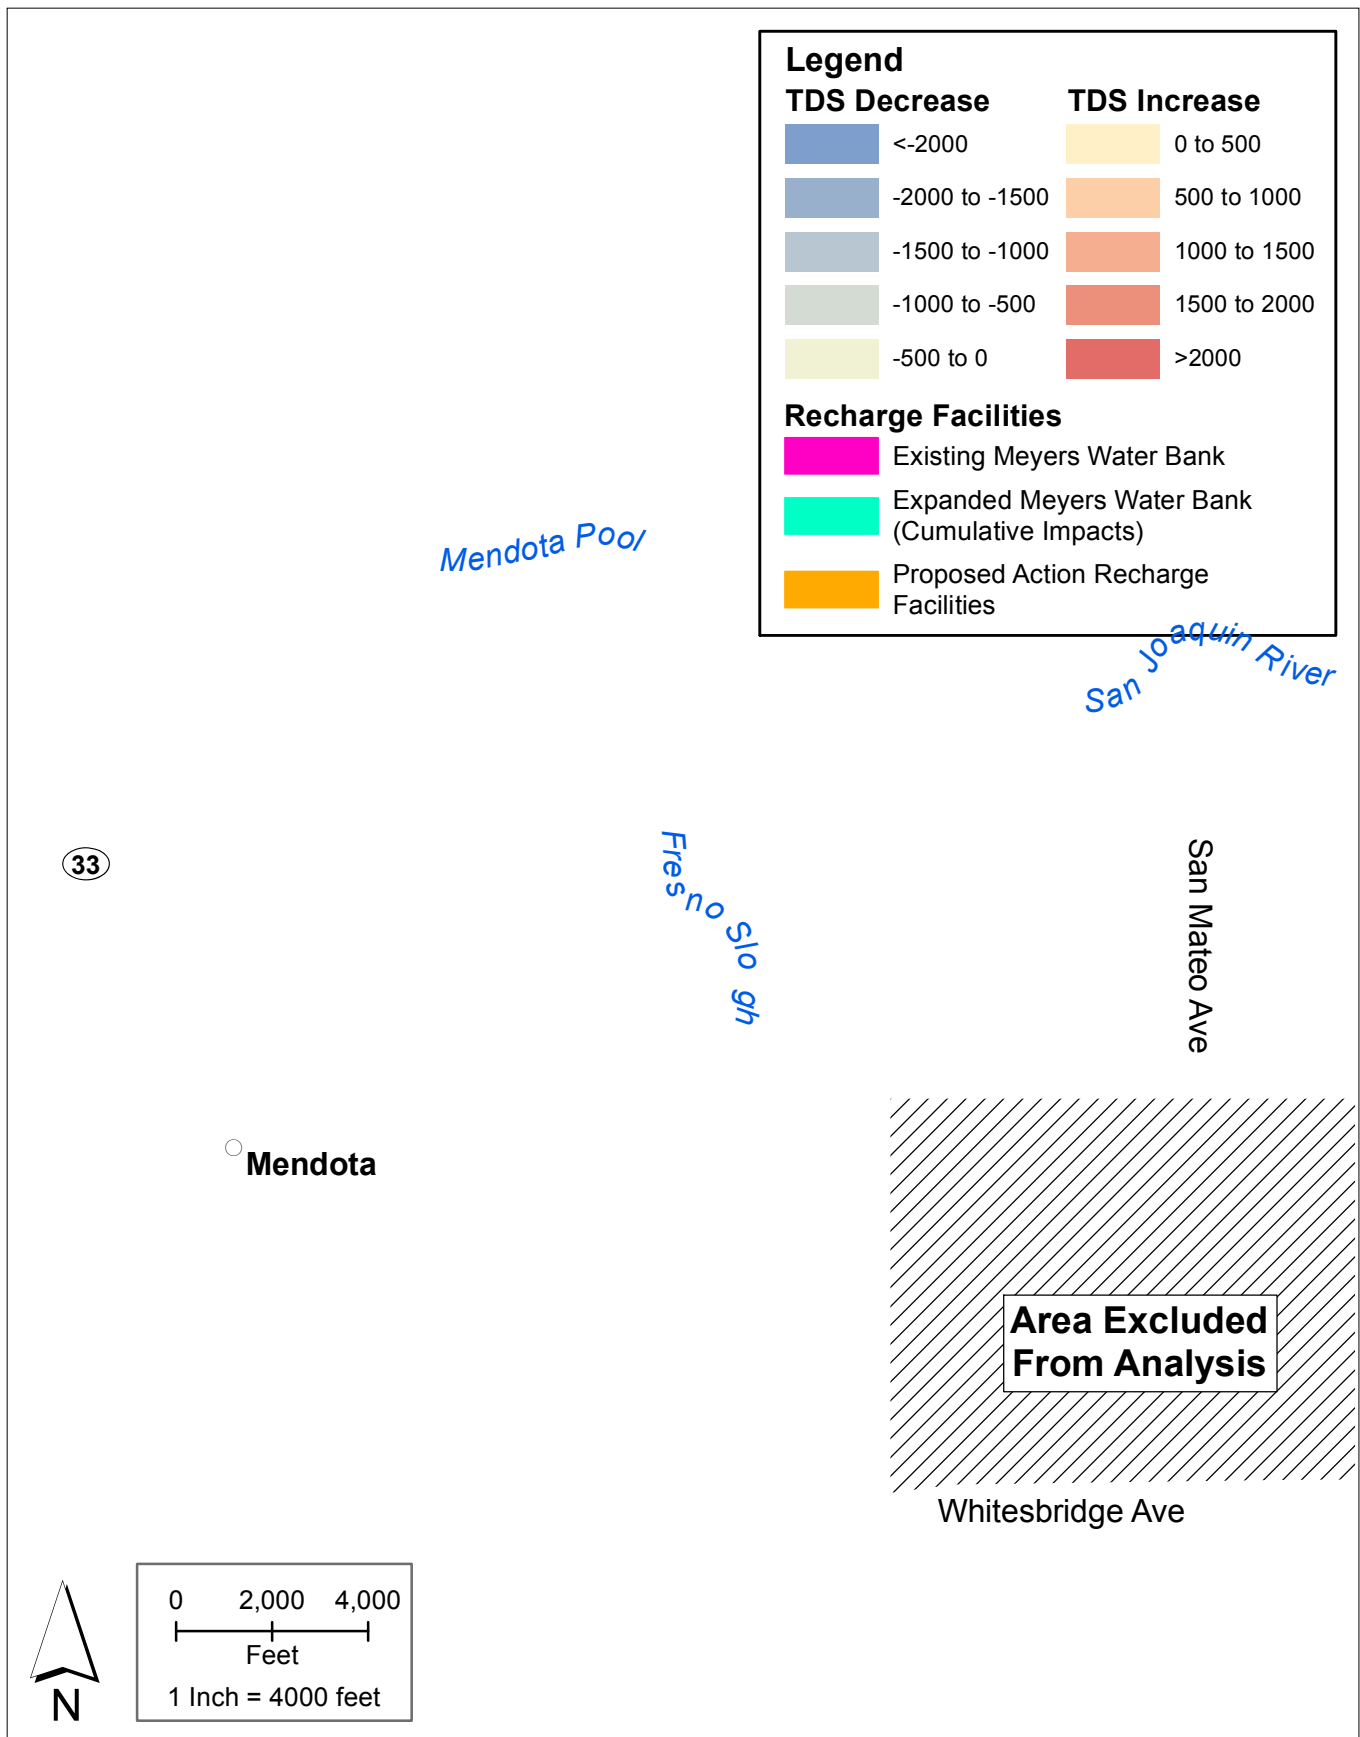 Legend
TDS Decrease
<-2000
-2000 to -1500
-1500 to -1000
-1000 to -500
-500 to 0
TDS Increase
0 to 500
500 to 1000
1000 to 1500
1500 to 2000
>2000
Recharge Facilities
Existing Meyers Water Bank
Expanded Meyers Water Bank
(Cumulative Impacts)
Proposed Action Recharge
Facilities
Mendota Pool
San Joaquin River
33
Fresno Slo gh
San Mateo Ave
Mendota
Area Excluded
From Analysis
Whitesbridge Ave
0 2,000 4,000
Feet
1 Inch = 4000 feet
N